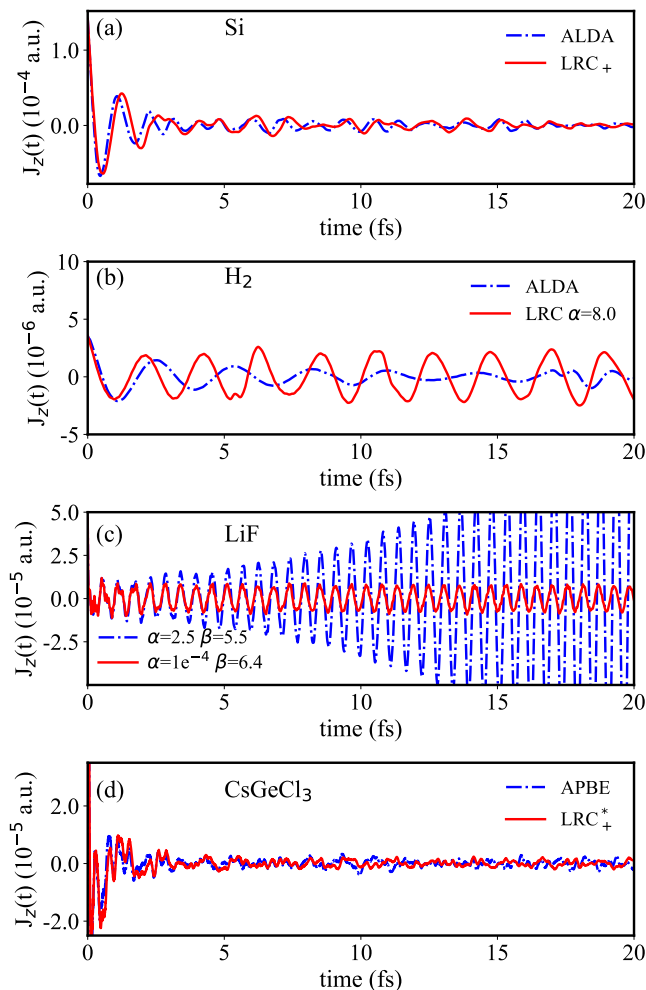 (a) Si
ALDA
LRC₊
1.0
0.0
J_z(t) (10⁻⁴ a.u.)
0 5 10 15 20
time (fs)
(b) H₂
ALDA
LRC α=8.0
10
5
0
-5
J_z(t) (10⁻⁶ a.u.)
0 5 10 15 20
time (fs)
(c) LiF
5.0
2.5
0.0
-2.5
J_z(t) (10⁻⁵ a.u.)
α=2.5 β=5.5
α=1e⁻⁴ β=6.4
0 5 10 15 20
time (fs)
(d) CsGeCl₃
APBE
LRC₊*
2.0
0.0
-2.0
J_z(t) (10⁻⁵ a.u.)
0 5 10 15 20
time (fs)